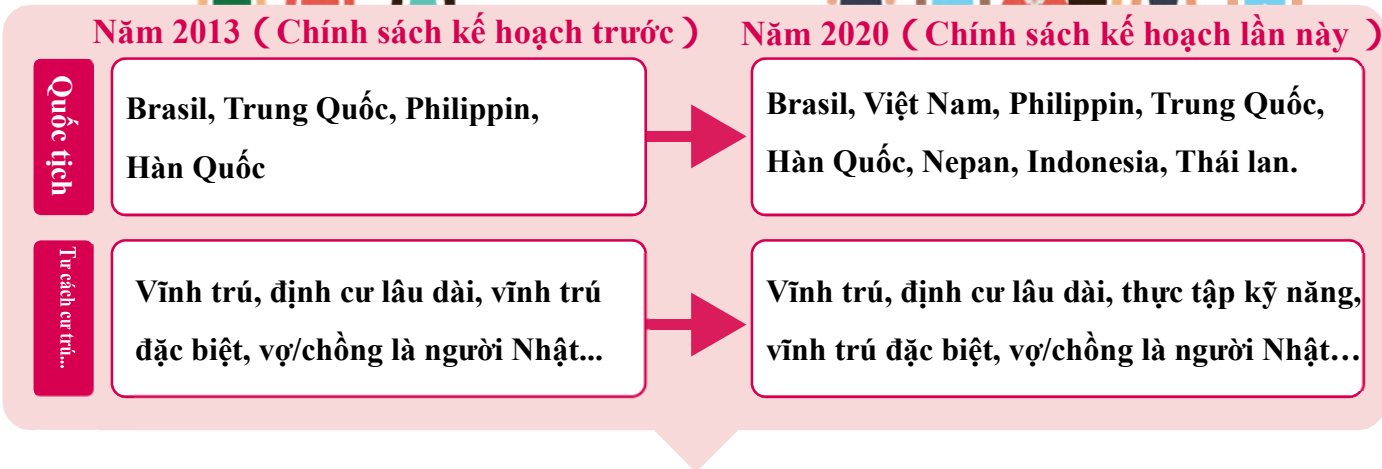 Năm 2013（Chính sách kế hoạch trước）
Năm 2020（Chính sách kế hoạch lần này ）
Quốc tịch
Brasil, Trung Quốc, Philippin,
Hàn Quốc
Brasil, Việt Nam, Philippin, Trung Quốc,
Hàn Quốc, Nepan, Indonesia, Thái lan.
Tư cách cư trú...
Vĩnh trú, định cư lâu dài, vĩnh trú
đặc biệt, vợ/chồng là người Nhật...
Vĩnh trú, định cư lâu dài, thực tập kỹ năng,
vĩnh trú đặc biệt, vợ/chồng là người Nhật…